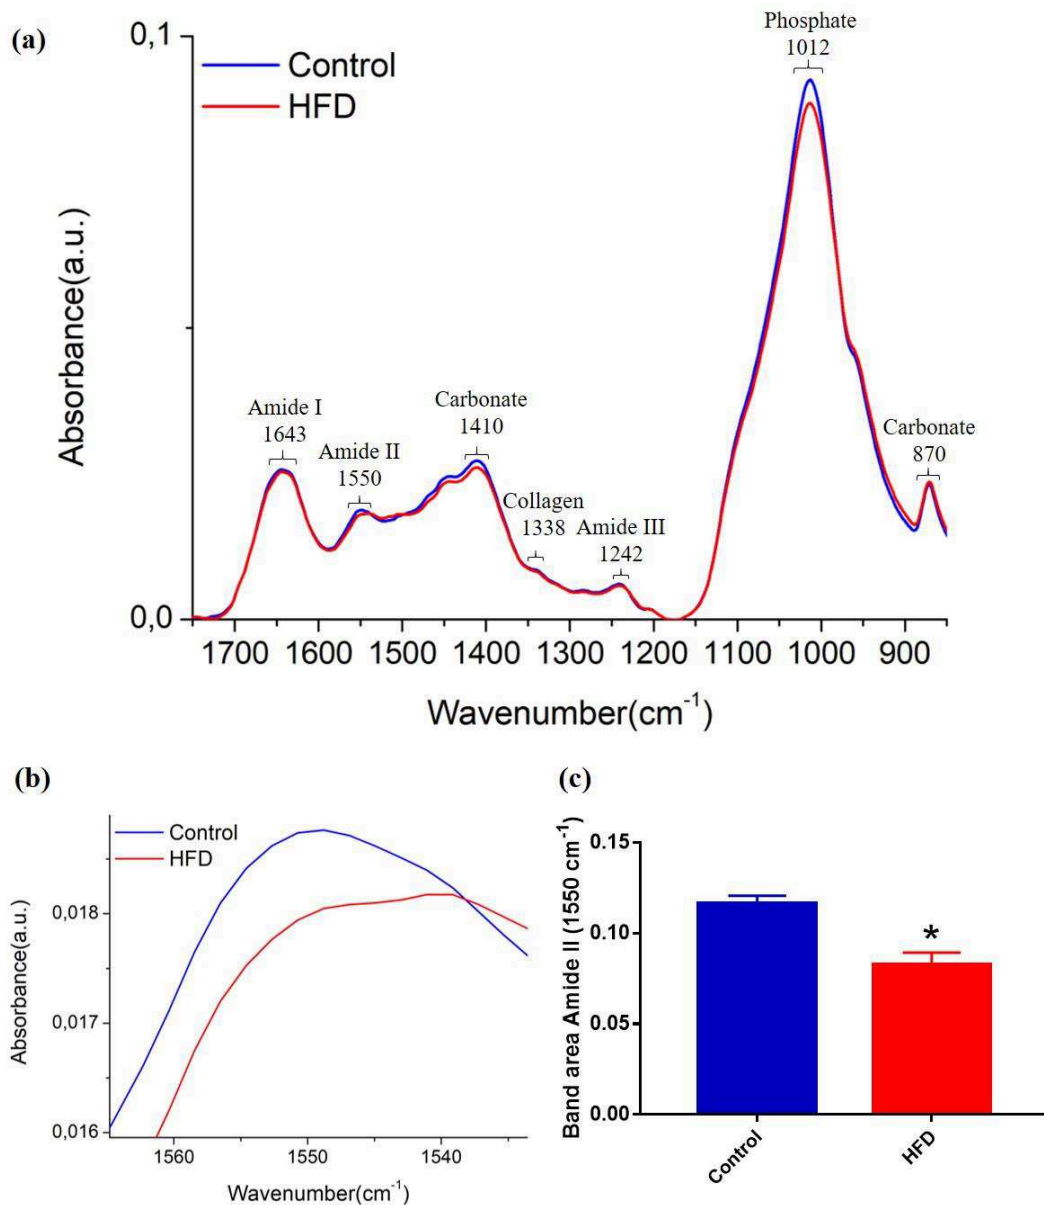 (a)
0,1
Control
HFD
Phosphate
1012
Absorbance(a.u.)
Amide I
1643
Amide II
1550
Carbonate
1410
Collagen
1338
Amide III
1242
Carbonate
870
0,0
1700 1600 1500 1400 1300 1200 1100 1000 900
Wavenumber(cm⁻¹)
(b)
Control
HFD
Absorbance(a.u.)
0,018
0,017
0,016
1560 1550 1540
Wavenumber(cm⁻¹)
(c)
Band area Amide II (1550 cm⁻¹)
0.15
0.10
0.05
0.00
*
Control HFD